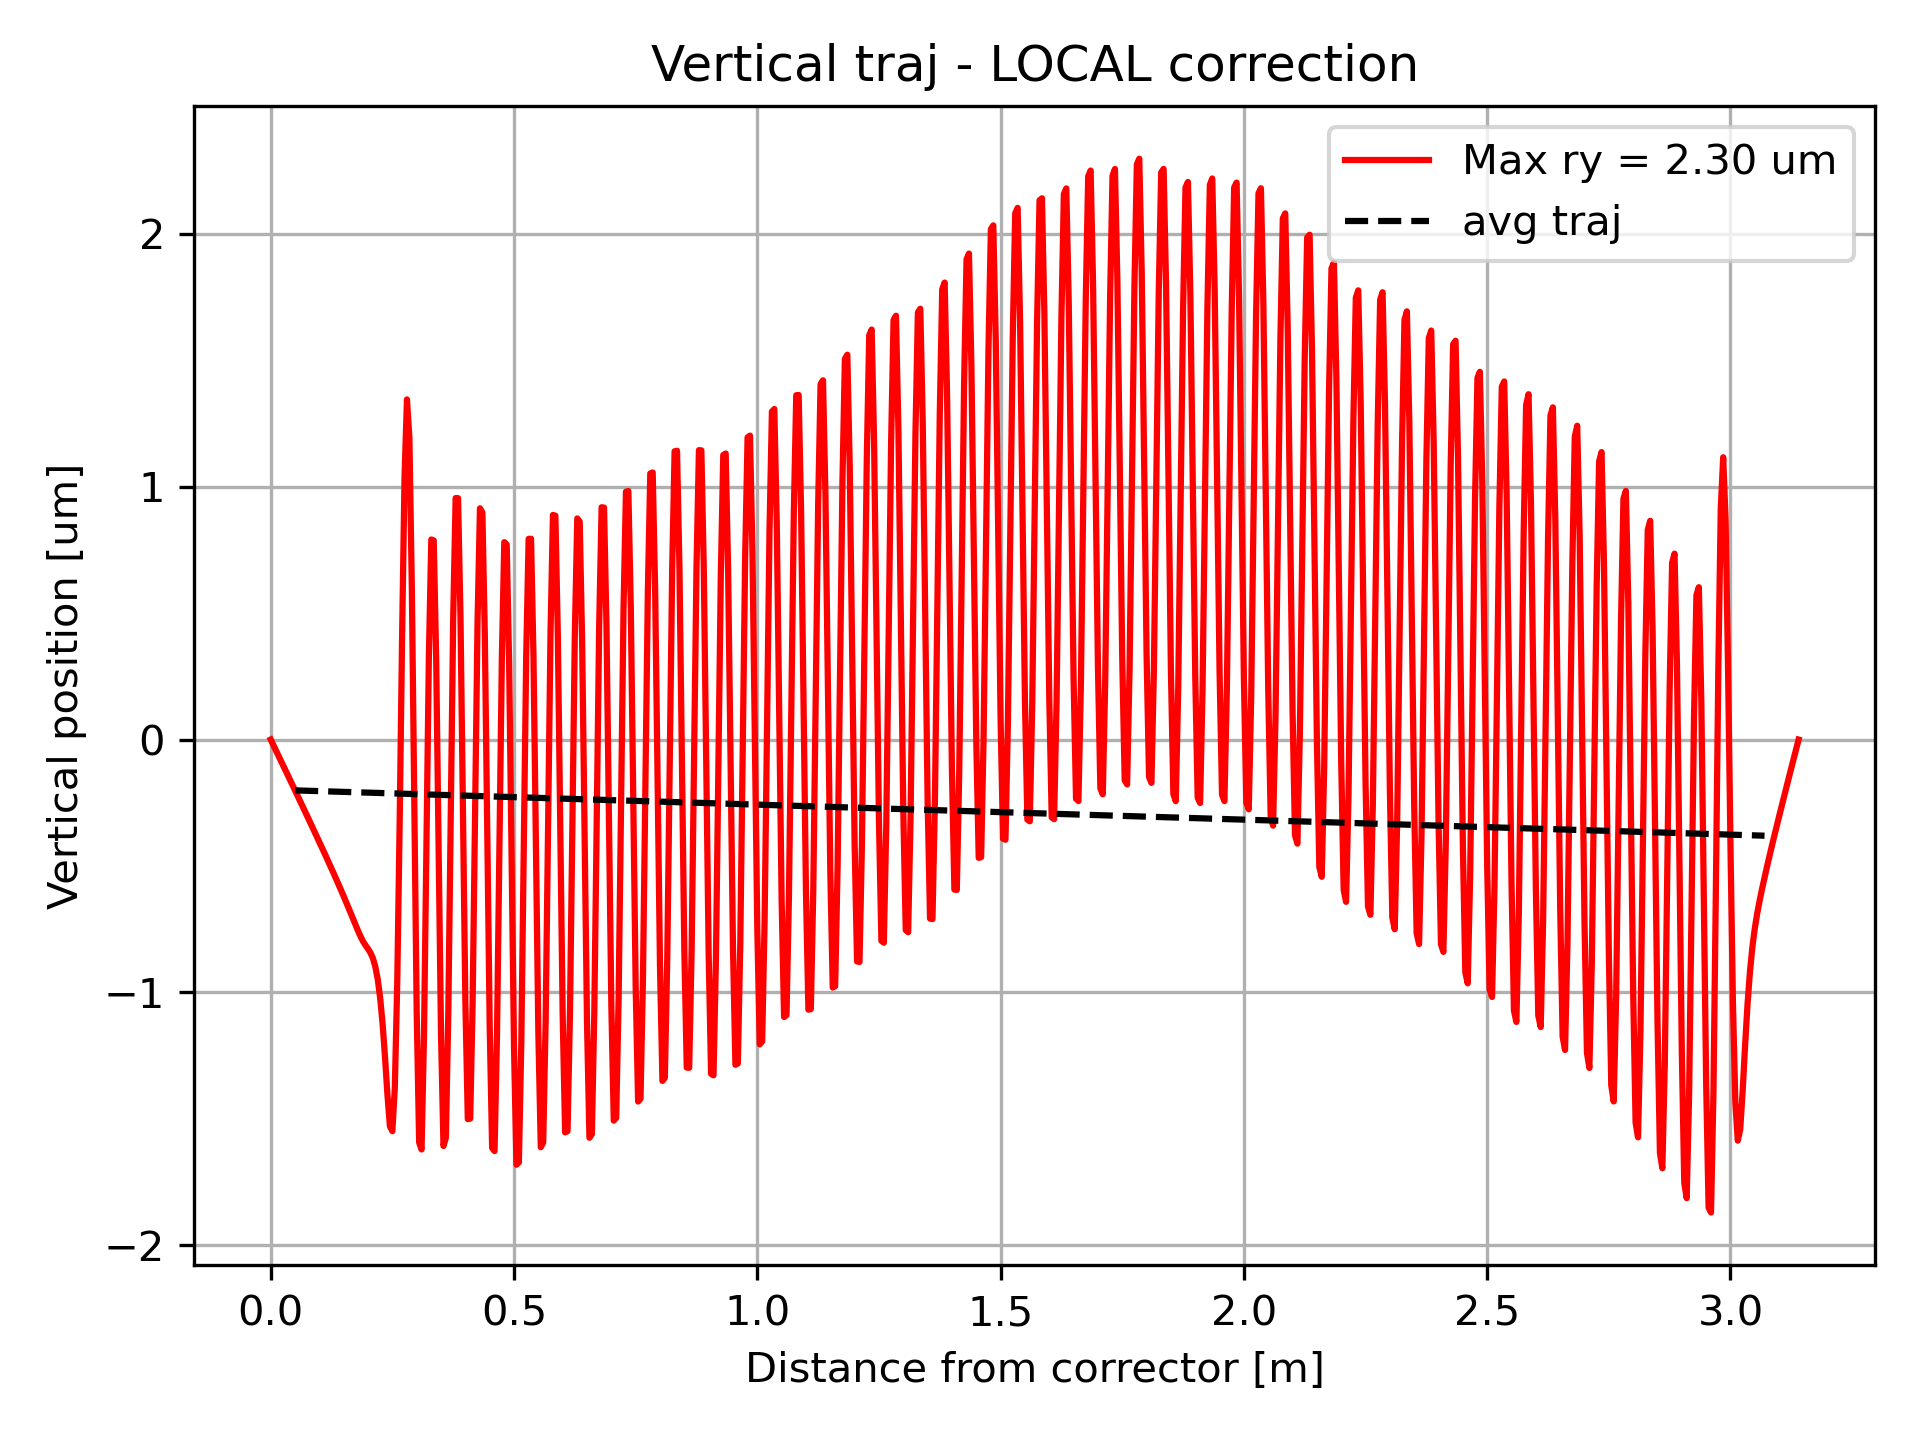 Vertical traj - LOCAL correction
Max ry = 2.30 um
avg traj
Vertical position [um]
2
1
0
−1
−2
0.0 0.5 1.0 1.5 2.0 2.5 3.0
Distance from corrector [m]